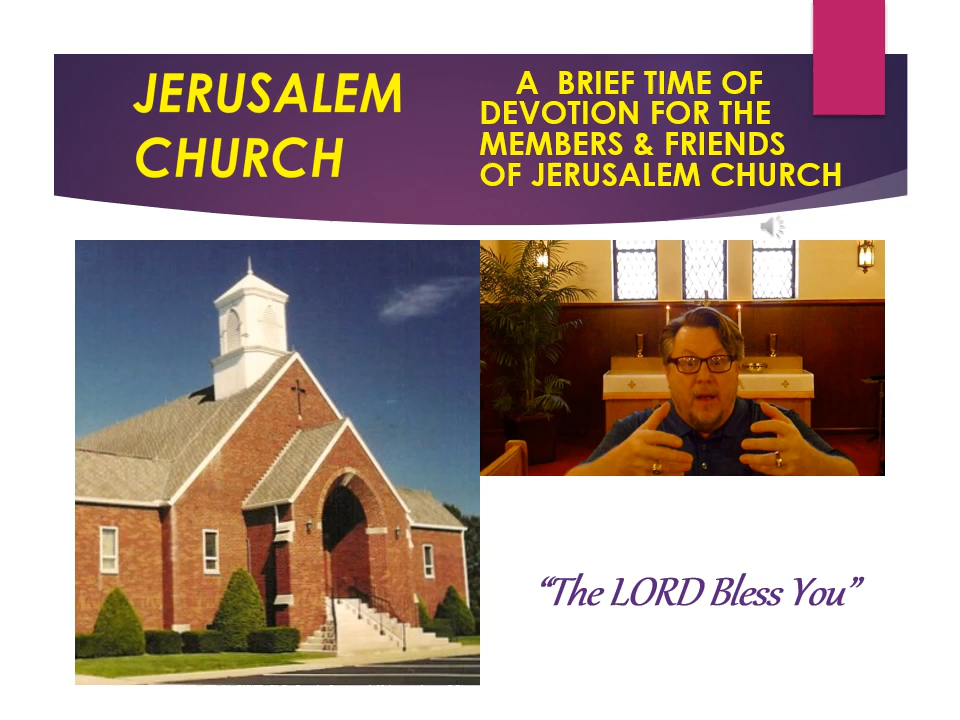 JERUSALEM
CHURCH
A BRIEF TIME OF
DEVOTION FOR THE
MEMBERS & FRIENDS
OF JERUSALEM CHURCH
“The LORD Bless You”